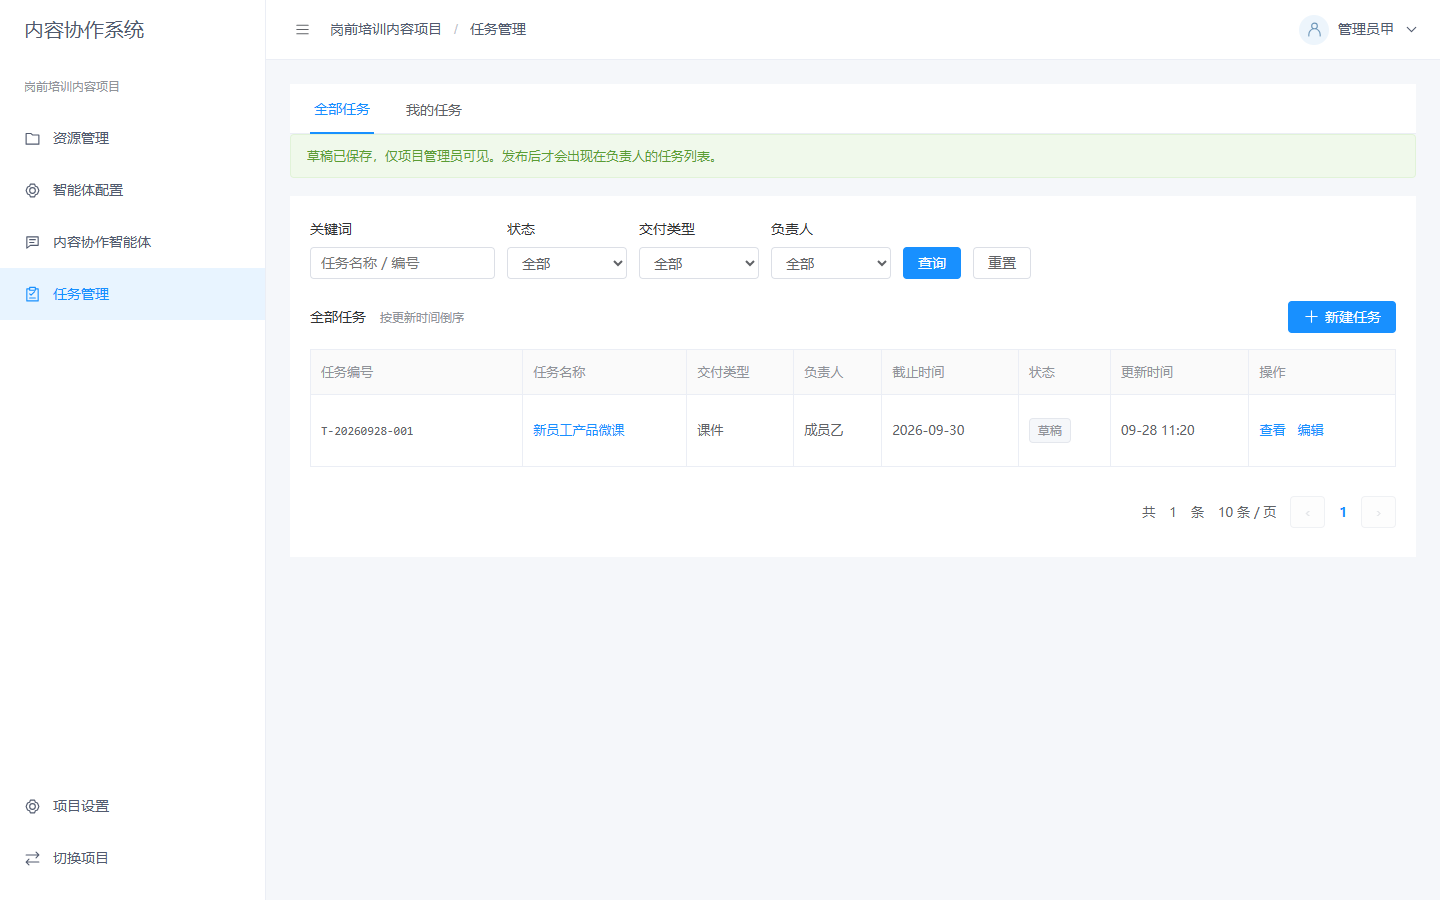 内容协作系统
岗前培训内容项目
资源管理
智能体配置
内容协作智能体
任务管理
项目设置
切换项目
岗前培训内容项目 / 任务管理
管理员甲
全部任务 我的任务
草稿已保存，仅项目管理员可见。发布后才会出现在负责人的任务列表。
关键词 状态 交付类型 负责人
任务名称 / 编号 全部 全部 全部 查询 重置
全部任务 按更新时间倒序 新建任务
任务编号 任务名称 交付类型 负责人 截止时间 状态 更新时间 操作
T-20260928-001 新员工产品微课 课件 成员乙 2026-09-30 草稿 09-28 11:20 查看 编辑
共 1 条 10 条 / 页 ‹ 1 ›